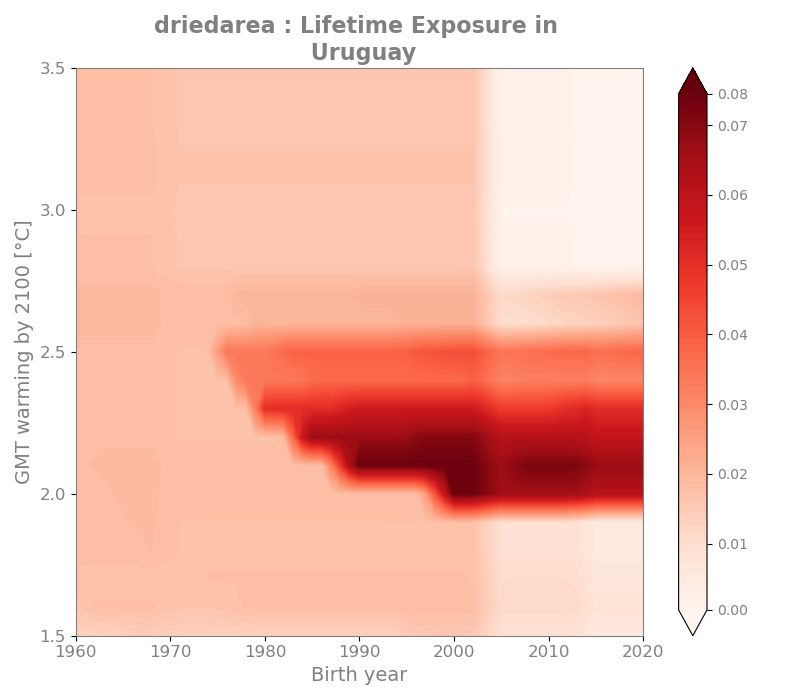 driedarea : Lifetime Exposure in
Uruguay
3.5
3.0
2.5
2.0
1.5
GMT warming by 2100 [°C]
1960 1970 1980 1990 2000 2010 2020
Birth year
0.08
0.07
0.06
0.05
0.04
0.03
0.02
0.01
0.00